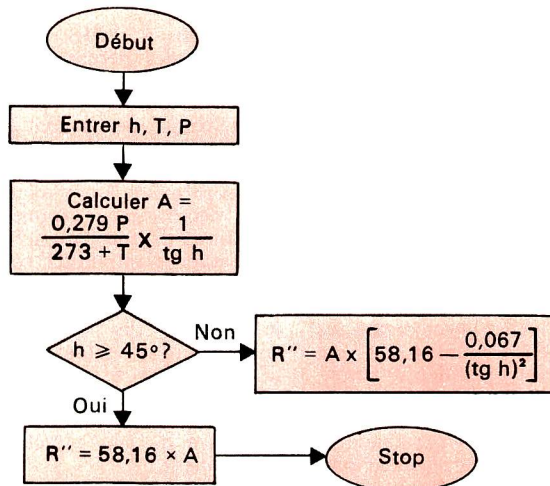 Début
Entrer h, T, P
Calculer A =
0,279 P / 273 + T × 1 / tg h
h ⩾ 45°?
Non
R'' = A × [58,16 − 0,067 / (tg h)²]
Oui
R'' = 58,16 × A
Stop